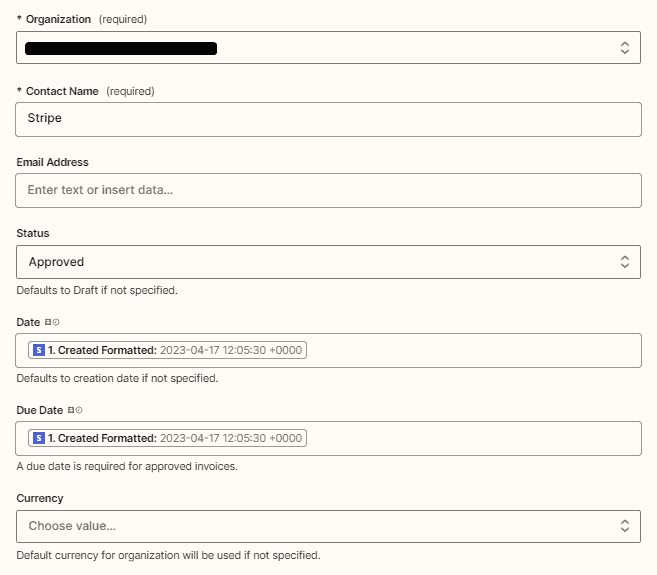 * Organization (required)
* Contact Name (required)
Stripe
Email Address
Enter text or insert data...
Status
Approved
Defaults to Draft if not specified.
Date
S 1. Created Formatted: 2023-04-17 12:05:30 +0000
Defaults to creation date if not specified.
Due Date
S 1. Created Formatted: 2023-04-17 12:05:30 +0000
A due date is required for approved invoices.
Currency
Choose value...
Default currency for organization will be used if not specified.